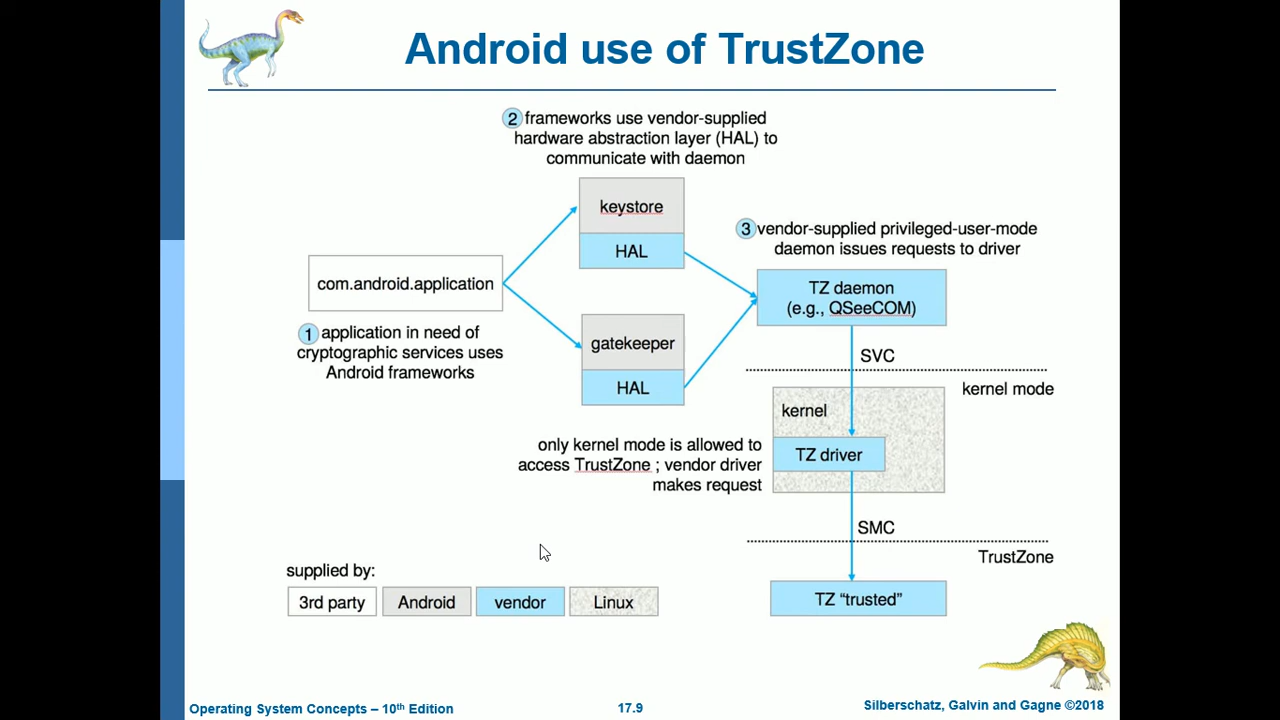 Android use of TrustZone
2 frameworks use vendor-supplied
hardware abstraction layer (HAL) to
communicate with daemon
keystore
HAL
3 vendor-supplied privileged-user-mode
daemon issues requests to driver
com.android.application
TZ daemon
(e.g., QSeeCOM)
1 application in need of
cryptographic services uses
Android frameworks
gatekeeper
HAL
SVC
kernel mode
kernel
only kernel mode is allowed to
access TrustZone ; vendor driver
makes request
TZ driver
SMC
TrustZone
TZ “trusted”
supplied by:
3rd party
Android
vendor
Linux
Operating System Concepts – 10th Edition
17.9
Silberschatz, Galvin and Gagne ©2018